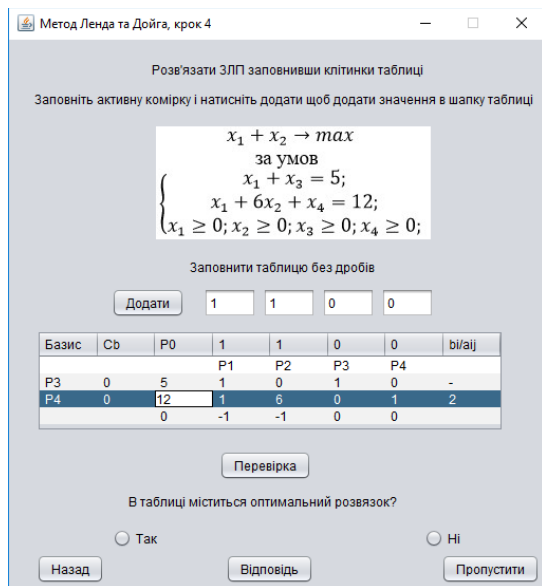 Метод Ленда та Дойга, крок 4
Розв'язати ЗЛП заповнивши клітинки таблиці
Заповніть активну комірку і натисніть додати щоб додати значення в шапку таблиці
x₁ + x₂ → max
за умов
x₁ + x₃ = 5;
x₁ + 6x₂ + x₄ = 12;
x₁ ≥ 0; x₂ ≥ 0; x₃ ≥ 0; x₄ ≥ 0;
Заповнити таблицю без дробів
Додати 1 1 0 0
Базис Cb P0 1 1 0 0 bi/aij
P1 P2 P3 P4
P3 0 5 1 0 1 0 -
P4 0 12 1 6 0 1 2
0 -1 -1 0 0
Перевірка
В таблиці міститься оптимальний розвязок?
Так Ні
Назад Відповідь Пропустити